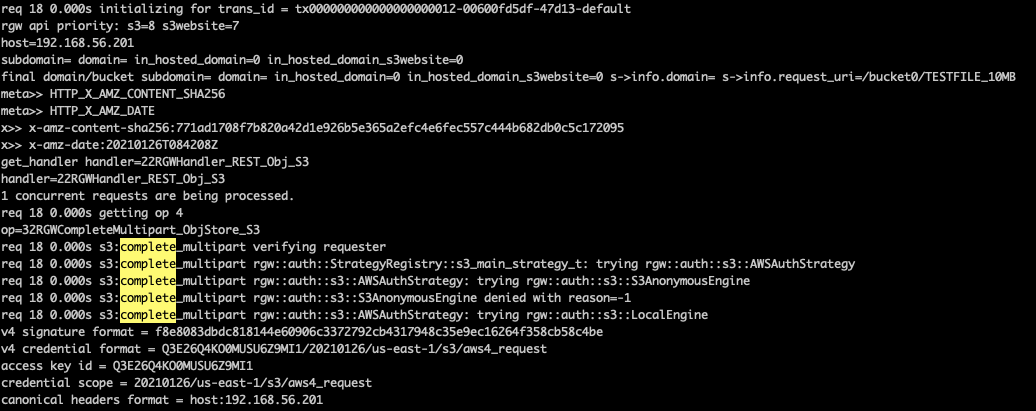 req 18 0.000s initializing for trans_id = tx000000000000000000012-00600fd5df-47d13-default
rgw api priority: s3=8 s3website=7
host=192.168.56.201
subdomain= domain= in_hosted_domain=0 in_hosted_domain_s3website=0
final domain/bucket subdomain= domain= in_hosted_domain=0 in_hosted_domain_s3website=0 s->info.domain= s->info.request_uri=/bucket0/TESTFILE_10MB
meta>> HTTP_X_AMZ_CONTENT_SHA256
meta>> HTTP_X_AMZ_DATE
x>> x-amz-content-sha256:771ad1708f7b820a42d1e926b5e365a2efc4e6fec557c444b682db0c5c172095
x>> x-amz-date:20210126T084208Z
get_handler handler=22RGWHandler_REST_Obj_S3
handler=22RGWHandler_REST_Obj_S3
1 concurrent requests are being processed.
req 18 0.000s getting op 4
op=32RGWCompleteMultipart_ObjStore_S3
req 18 0.000s s3:complete_multipart verifying requester
req 18 0.000s s3:complete_multipart rgw::auth::StrategyRegistry::s3_main_strategy_t: trying rgw::auth::s3::AWSAuthStrategy
req 18 0.000s s3:complete_multipart rgw::auth::s3::AWSAuthStrategy: trying rgw::auth::s3::S3AnonymousEngine
req 18 0.000s s3:complete_multipart rgw::auth::s3::S3AnonymousEngine denied with reason=-1
req 18 0.000s s3:complete_multipart rgw::auth::s3::AWSAuthStrategy: trying rgw::auth::s3::LocalEngine
v4 signature format = f8e8083dbdc818144e60906c3372792cb4317948c35e9ec16264f358cb58c4be
v4 credential format = Q3E26Q4KO0MUSU6Z9MI1/20210126/us-east-1/s3/aws4_request
access key id = Q3E26Q4KO0MUSU6Z9MI1
credential scope = 20210126/us-east-1/s3/aws4_request
canonical headers format = host:192.168.56.201